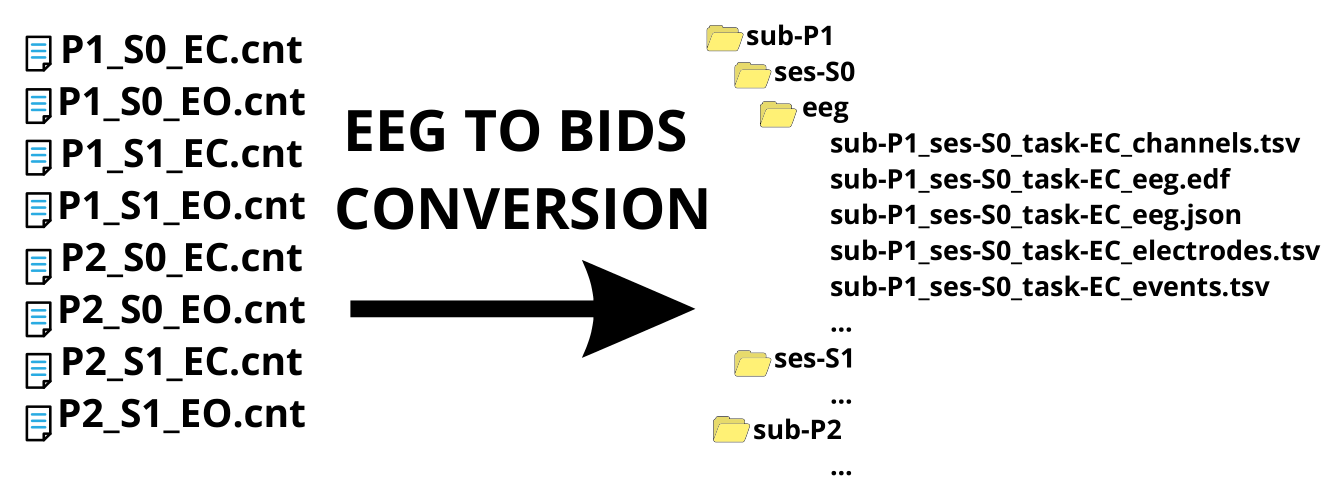 P1_S0_EC.cnt
P1_S0_EO.cnt
P1_S1_EC.cnt
P1_S1_EO.cnt
P2_S0_EC.cnt
P2_S0_EO.cnt
P2_S1_EC.cnt
P2_S1_EO.cnt
EEG TO BIDS
CONVERSION
sub-P1
ses-S0
eeg
sub-P1_ses-S0_task-EC_channels.tsv
sub-P1_ses-S0_task-EC_eeg.edf
sub-P1_ses-S0_task-EC_eeg.json
sub-P1_ses-S0_task-EC_electrodes.tsv
sub-P1_ses-S0_task-EC_events.tsv
...
ses-S1
...
sub-P2
...